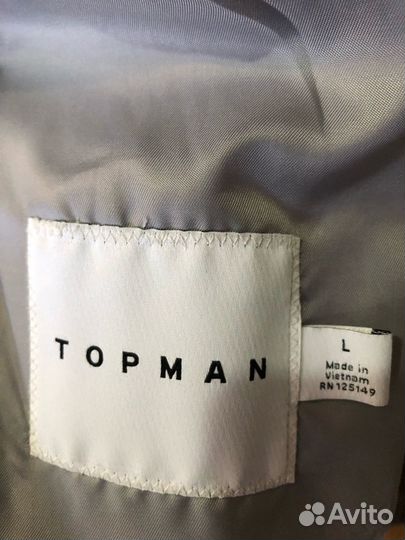 TOPMAN
L
Made in
Vietnam
RN 125149
Avito